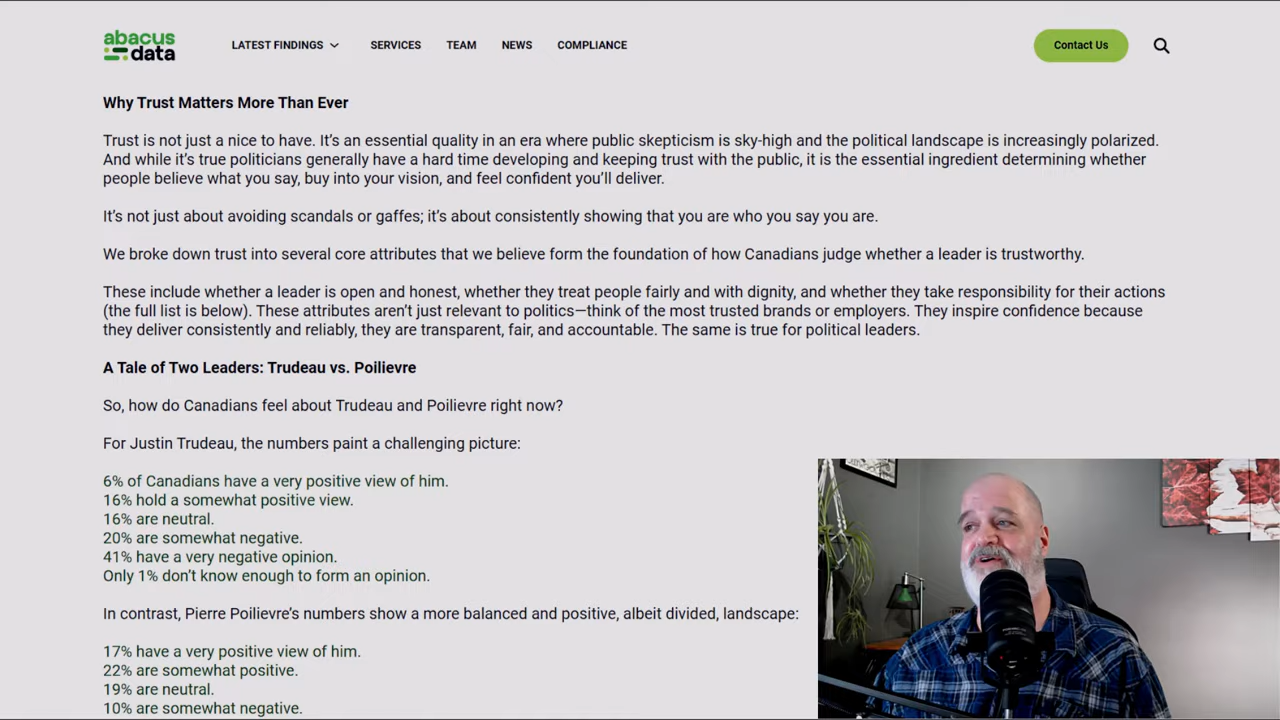 abacus
data
LATEST FINDINGS
SERVICES
TEAM
NEWS
COMPLIANCE
Contact Us
Why Trust Matters More Than Ever
Trust is not just a nice to have. It’s an essential quality in an era where public skepticism is sky-high and the political landscape is increasingly polarized.
And while it’s true politicians generally have a hard time developing and keeping trust with the public, it is the essential ingredient determining whether
people believe what you say, buy into your vision, and feel confident you’ll deliver.
It’s not just about avoiding scandals or gaffes; it’s about consistently showing that you are who you say you are.
We broke down trust into several core attributes that we believe form the foundation of how Canadians judge whether a leader is trustworthy.
These include whether a leader is open and honest, whether they treat people fairly and with dignity, and whether they take responsibility for their actions
(the full list is below). These attributes aren’t just relevant to politics—think of the most trusted brands or employers. They inspire confidence because
they deliver consistently and reliably, they are transparent, fair, and accountable. The same is true for political leaders.
A Tale of Two Leaders: Trudeau vs. Poilievre
So, how do Canadians feel about Trudeau and Poilievre right now?
For Justin Trudeau, the numbers paint a challenging picture:
6% of Canadians have a very positive view of him.
16% hold a somewhat positive view.
16% are neutral.
20% are somewhat negative.
41% have a very negative opinion.
Only 1% don’t know enough to form an opinion.
In contrast, Pierre Poilievre’s numbers show a more balanced and positive, albeit divided, landscape:
17% have a very positive view of him.
22% are somewhat positive.
19% are neutral.
10% are somewhat negative.